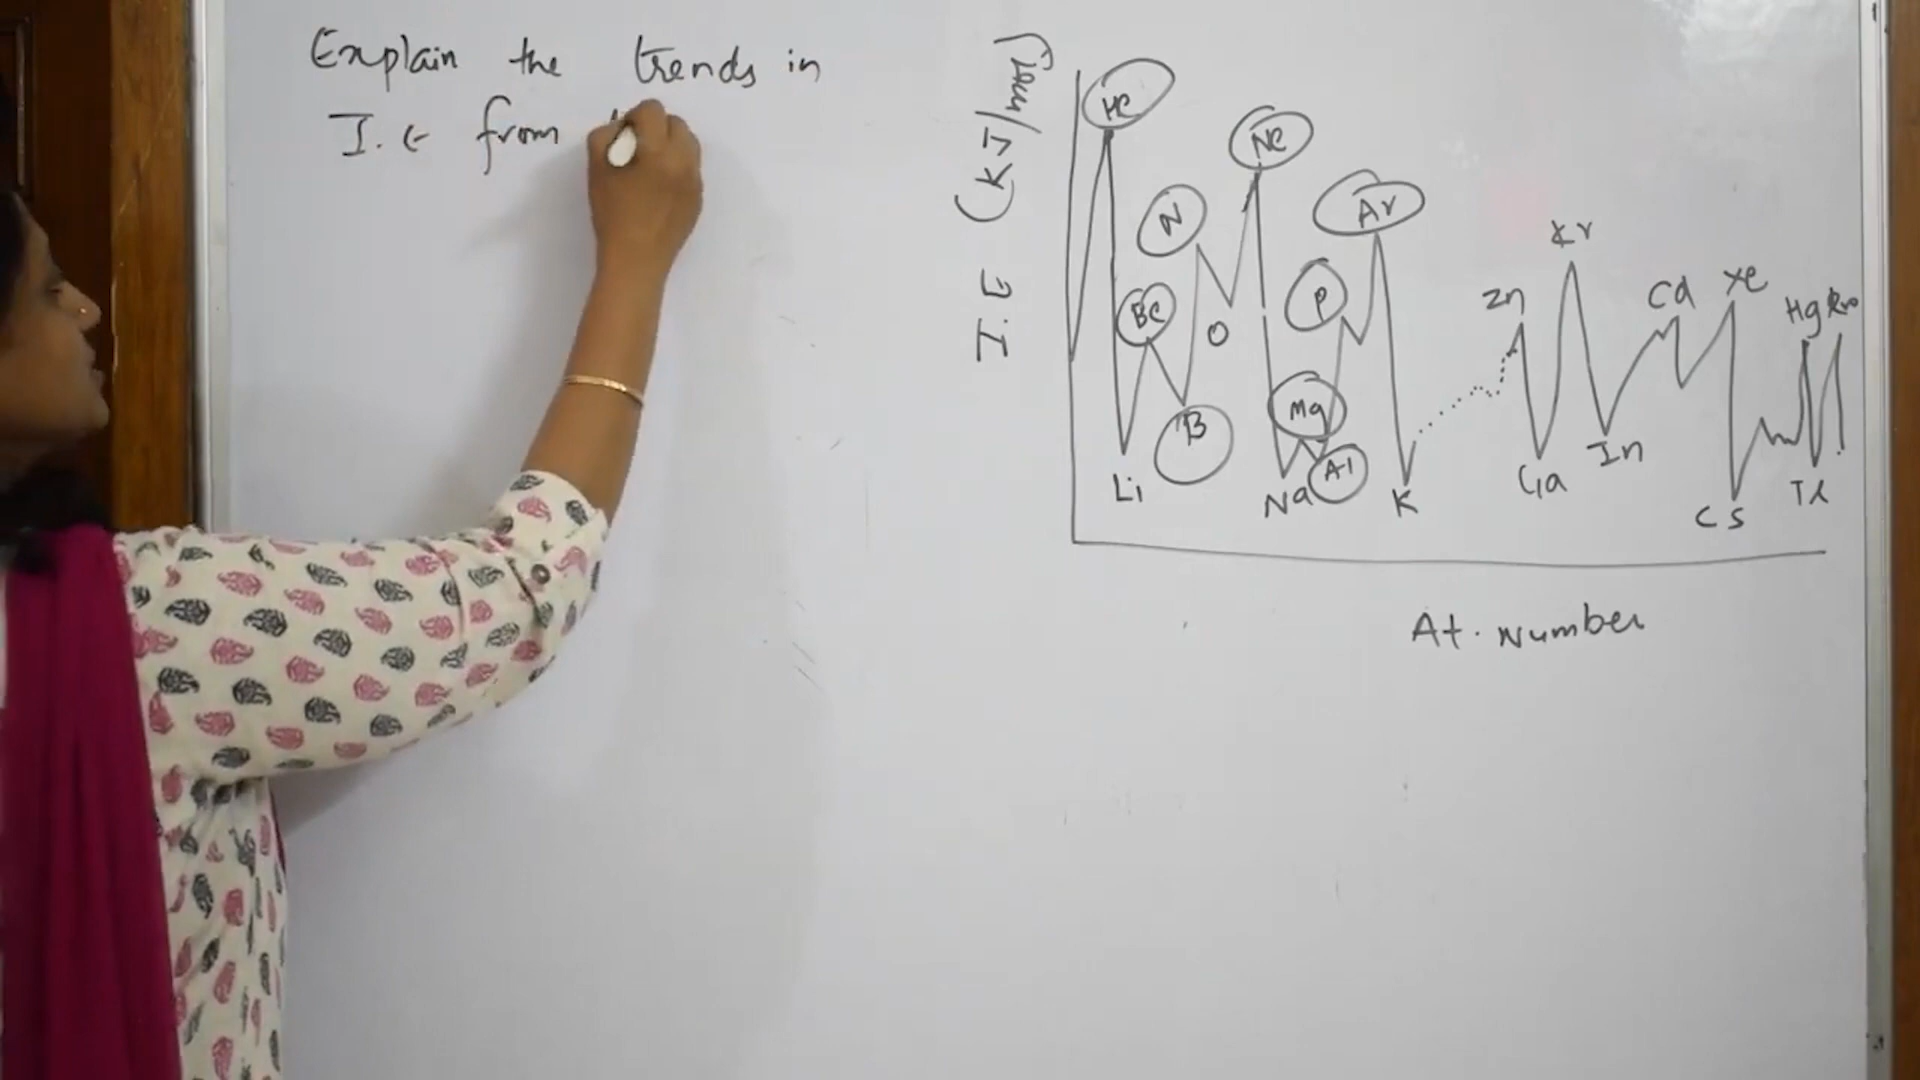 Explain the trends in
I.E from
I.E (KJ/mol)
He
Ne
N
Ar
Kr
Be
P
Zn
Cd
Xe
Hg
Rn
O
Mg
B
Al
In
Li
Na
K
Ga
Cs
Tl
At. Number